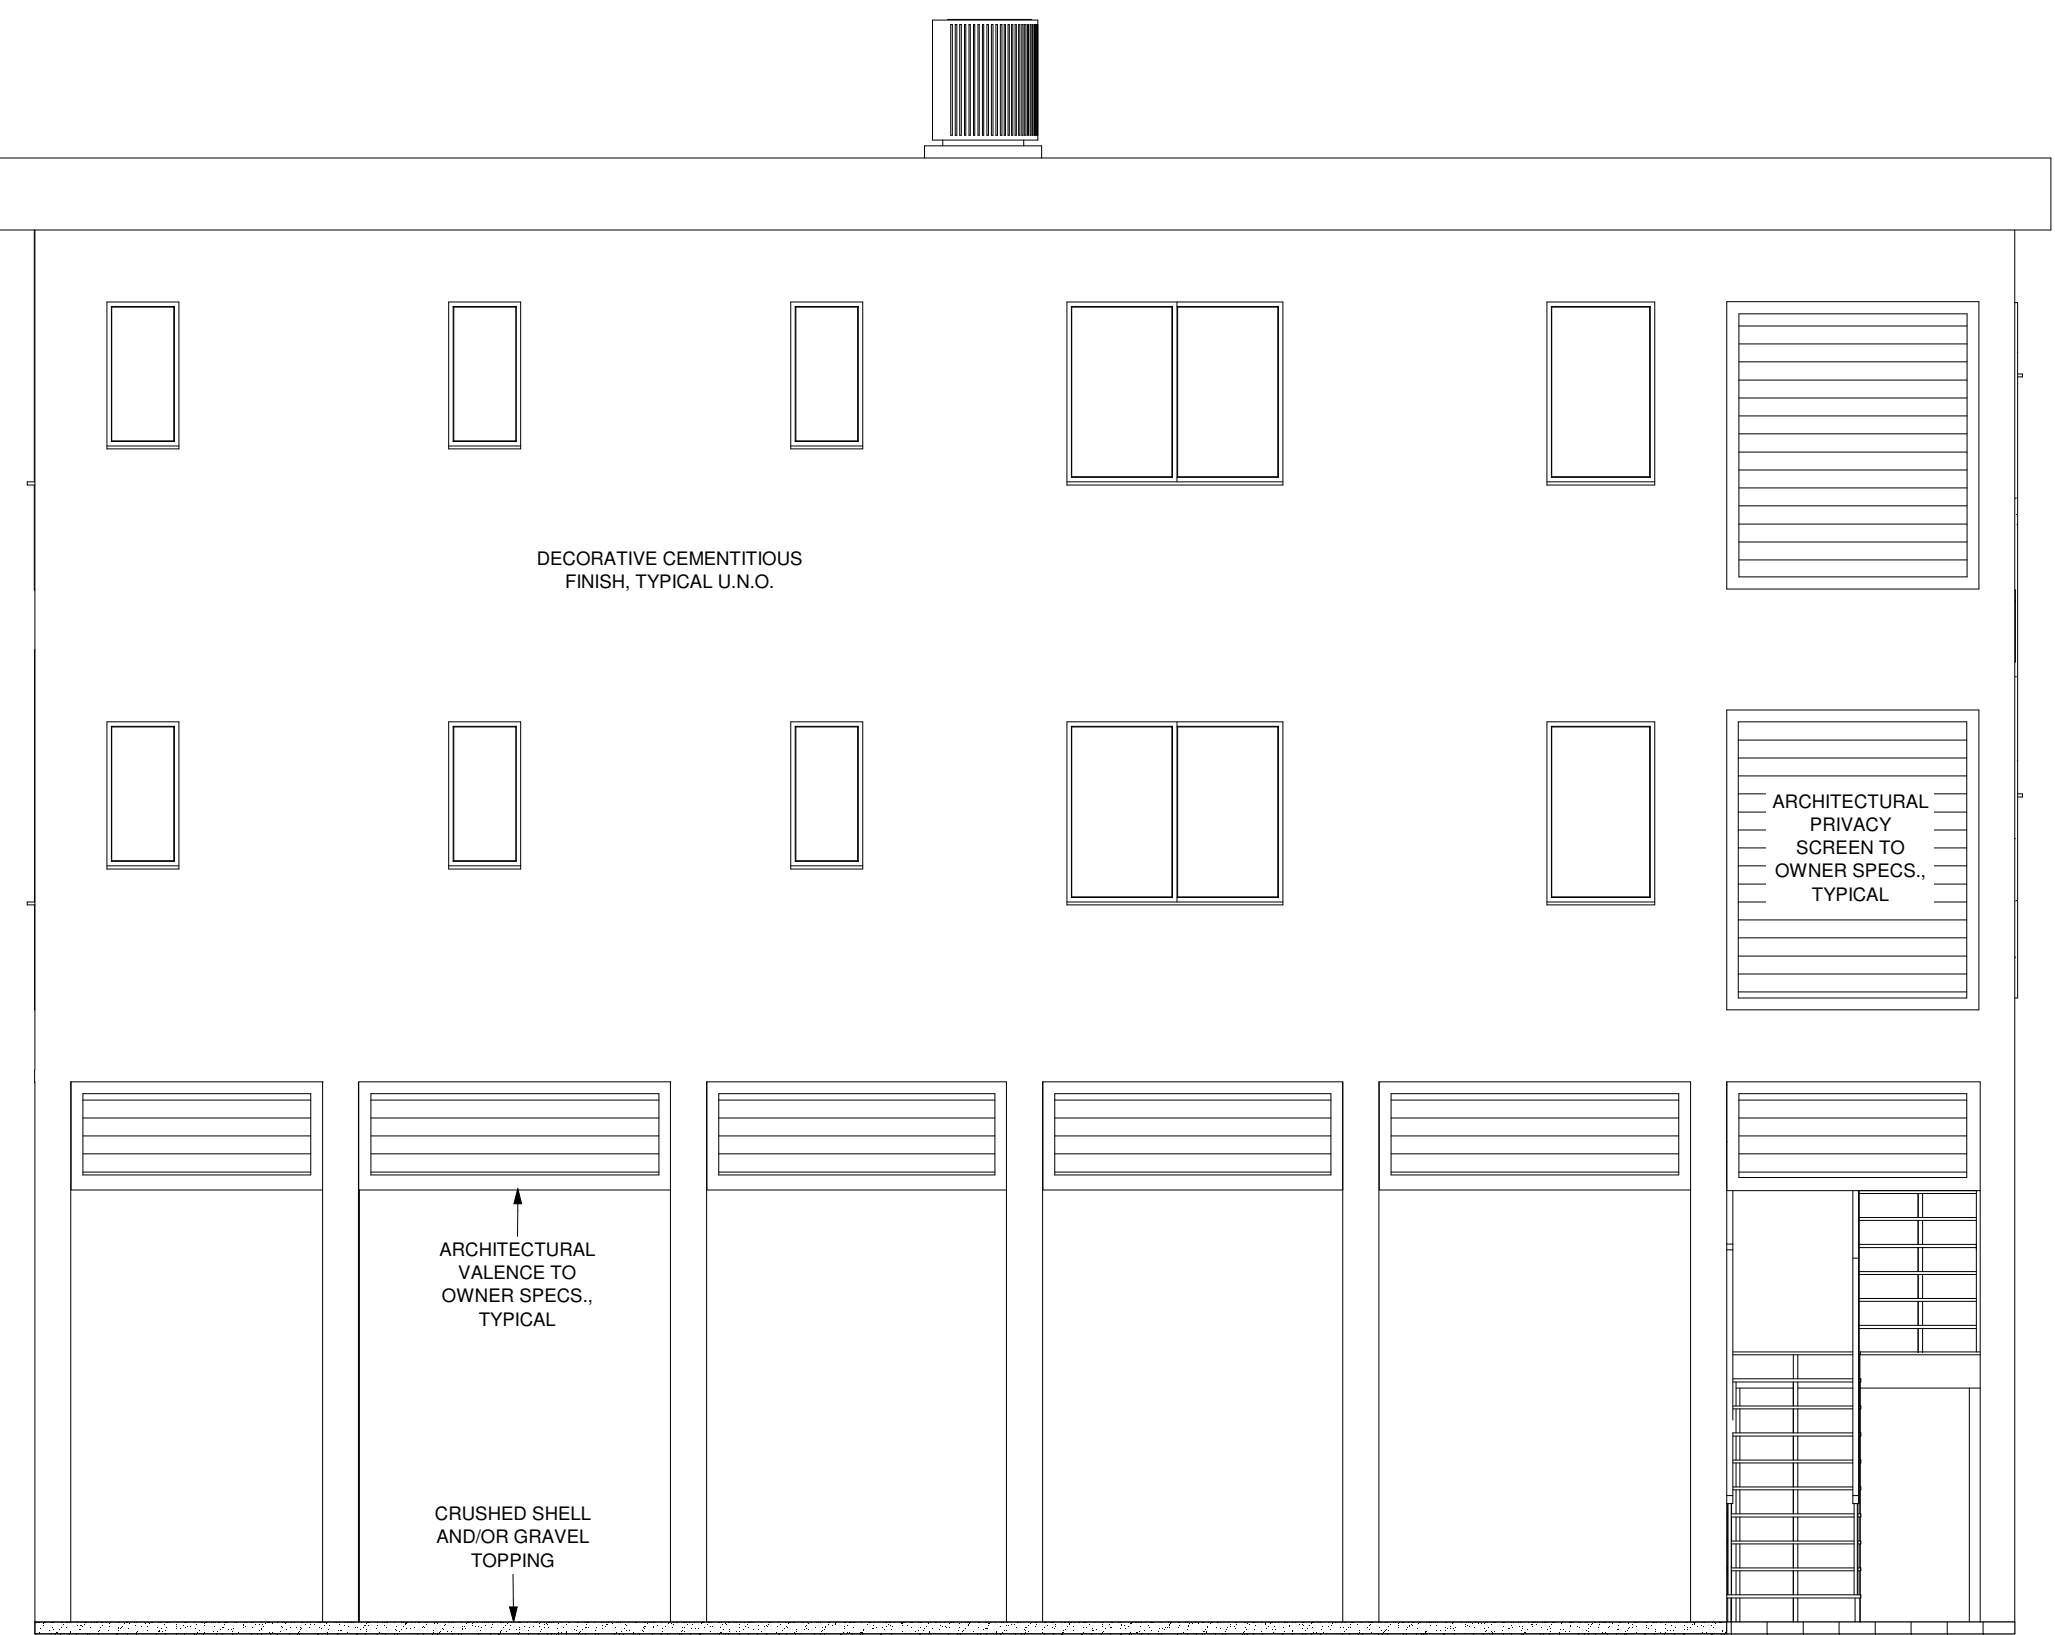 DECORATIVE CEMENTITIOUS
FINISH, TYPICAL U.N.O.
ARCHITECTURAL
PRIVACY
SCREEN TO
OWNER SPECS.,
TYPICAL
ARCHITECTURAL
VALENCE TO
OWNER SPECS.,
TYPICAL
CRUSHED SHELL
AND/OR GRAVEL
TOPPING